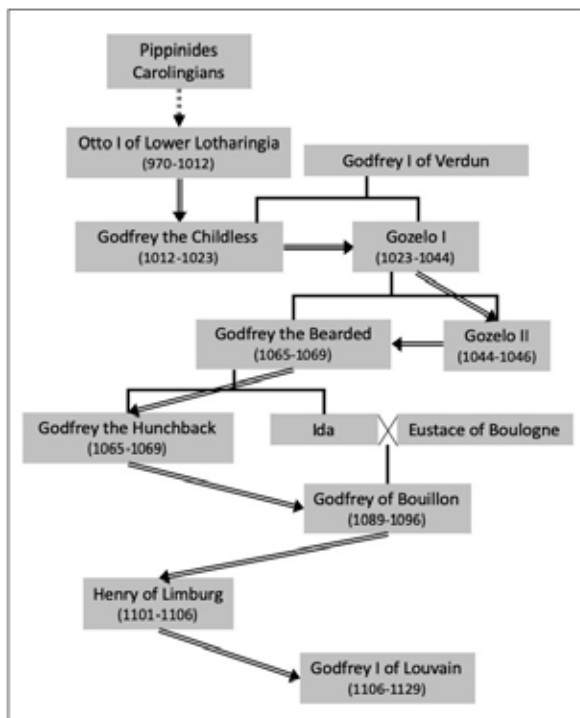 Pippinides
Carolingians
Otto I of Lower Lotharingia
(970-1012)
Godfrey I of Verdun
Godfrey the Childless
(1012-1023)
Gozelo I
(1023-1044)
Godfrey the Bearded
(1065-1069)
Gozelo II
(1044-1046)
Godfrey the Hunchback
(1065-1069)
Ida
Eustace of Boulogne
Godfrey of Bouillon
(1089-1096)
Henry of Limburg
(1101-1106)
Godfrey I of Louvain
(1106-1129)